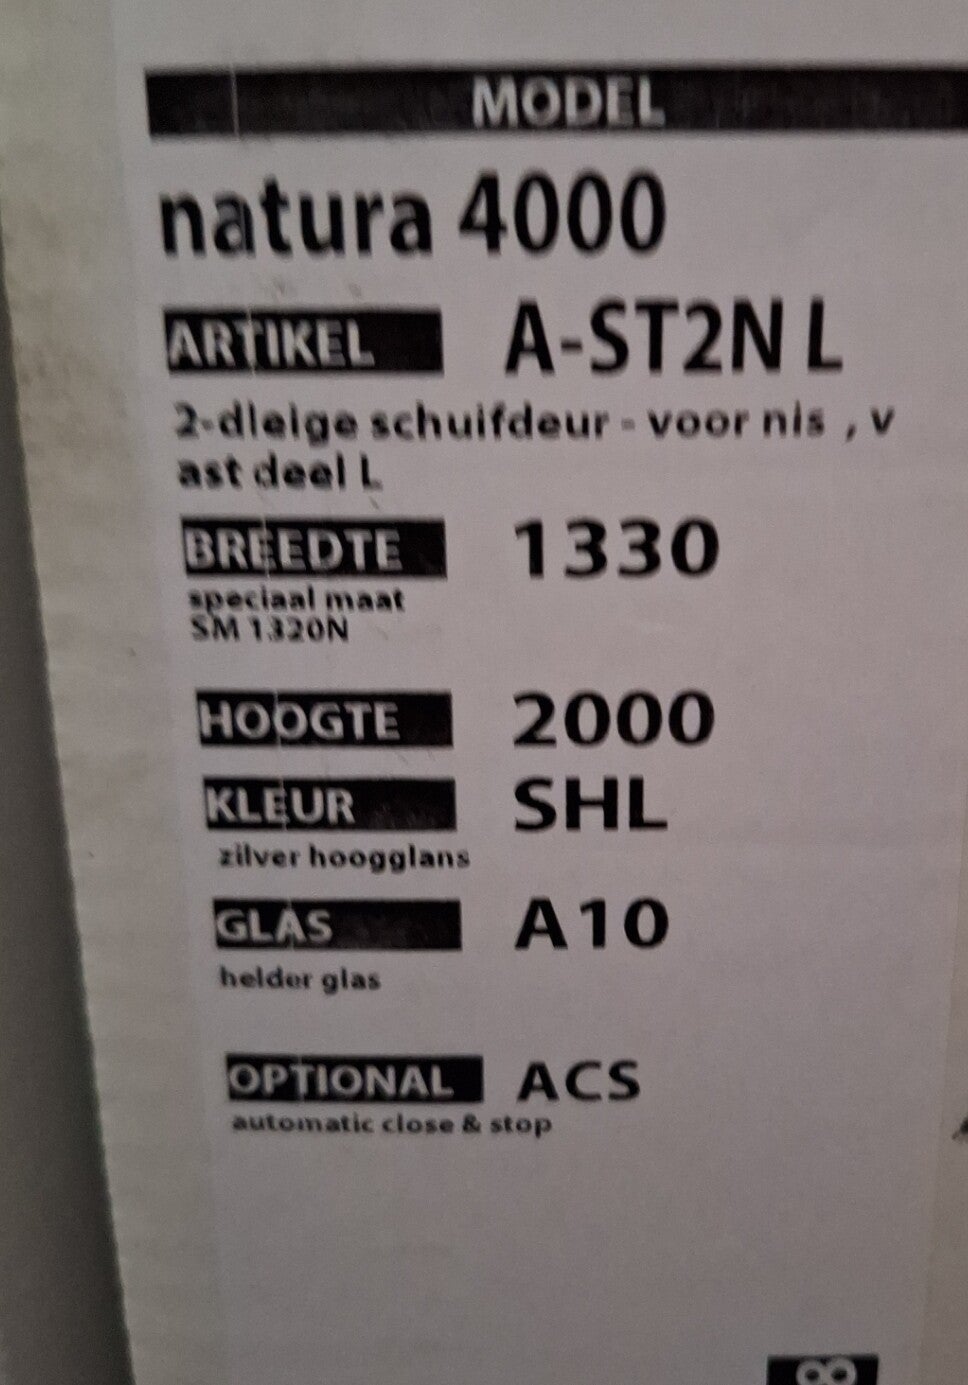 MODEL
natura 4000
ARTIKEL A-ST2N L
2-dleige schuifdeur - voor nis , v
ast deel L
BREEDTE 1330
speciaal maat
SM 1320N
HOOGTE 2000
KLEUR SHL
zilver hoogglans
GLAS A10
helder glas
OPTIONAL ACS
automatic close & stop